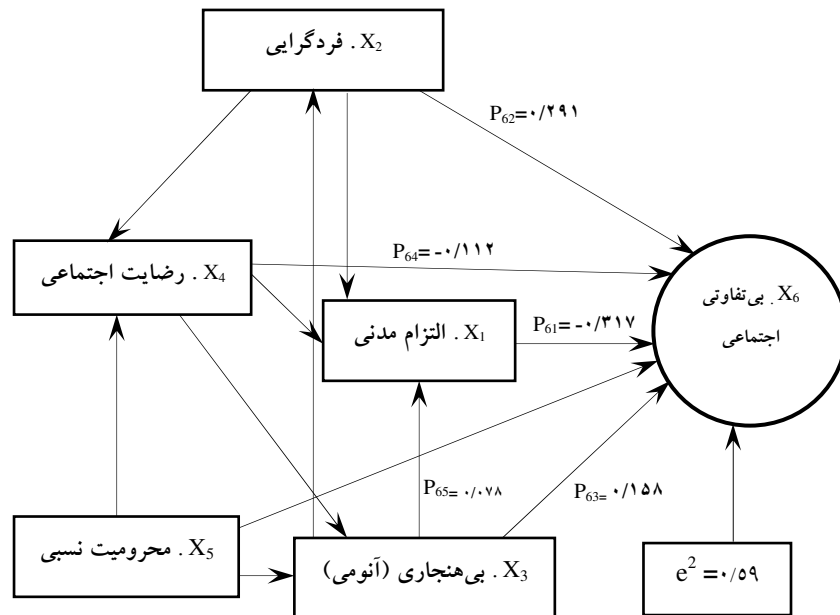 X2 . فردگرایی
P62=۰/۲۹۱
X4 . رضایت اجتماعی
P64=-۰/۱۱۲
X6 . بی‌تفاوتی
اجتماعی
X1 . التزام مدنی
P61=-۰/۳۱۷
P65= ۰/۰۷۸
P63= ۰/۱۵۸
X5 . محرومیت نسبی
X3 . بی‌هنجاری (آنومی)
e2 =۰/۵۹